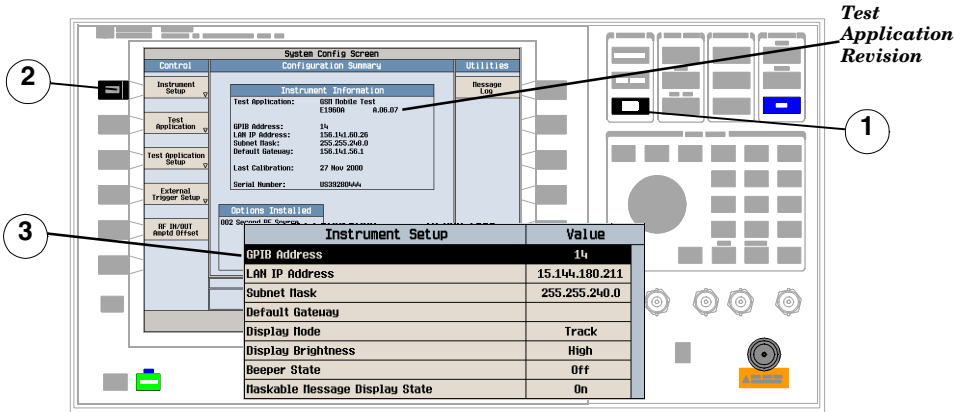 Test
Application
Revision
System Config Screen
Control
Configuration Summary
Utilities
Instrument
Setup
Test
Application
Test Application
Setup
External
Trigger Setup
RF IN/OUT
Amptd Offset
Message
Log
Instrument Information
Test Application: GSM Mobile Test
E1960A A.06.07
GPIB Address: 14
LAN IP Address: 156.141.60.26
Subnet Mask: 255.255.248.0
Default Gateway: 156.141.56.1
Last Calibration: 27 Nov 2000
Serial Number: US39280444
Options Installed
002 Second RF Source
Instrument Setup Value
GPIB Address 14
LAN IP Address 15.144.180.211
Subnet Mask 255.255.240.0
Default Gateway
Display Mode Track
Display Brightness High
Beeper State Off
Maskable Message Display State On
1
2
3